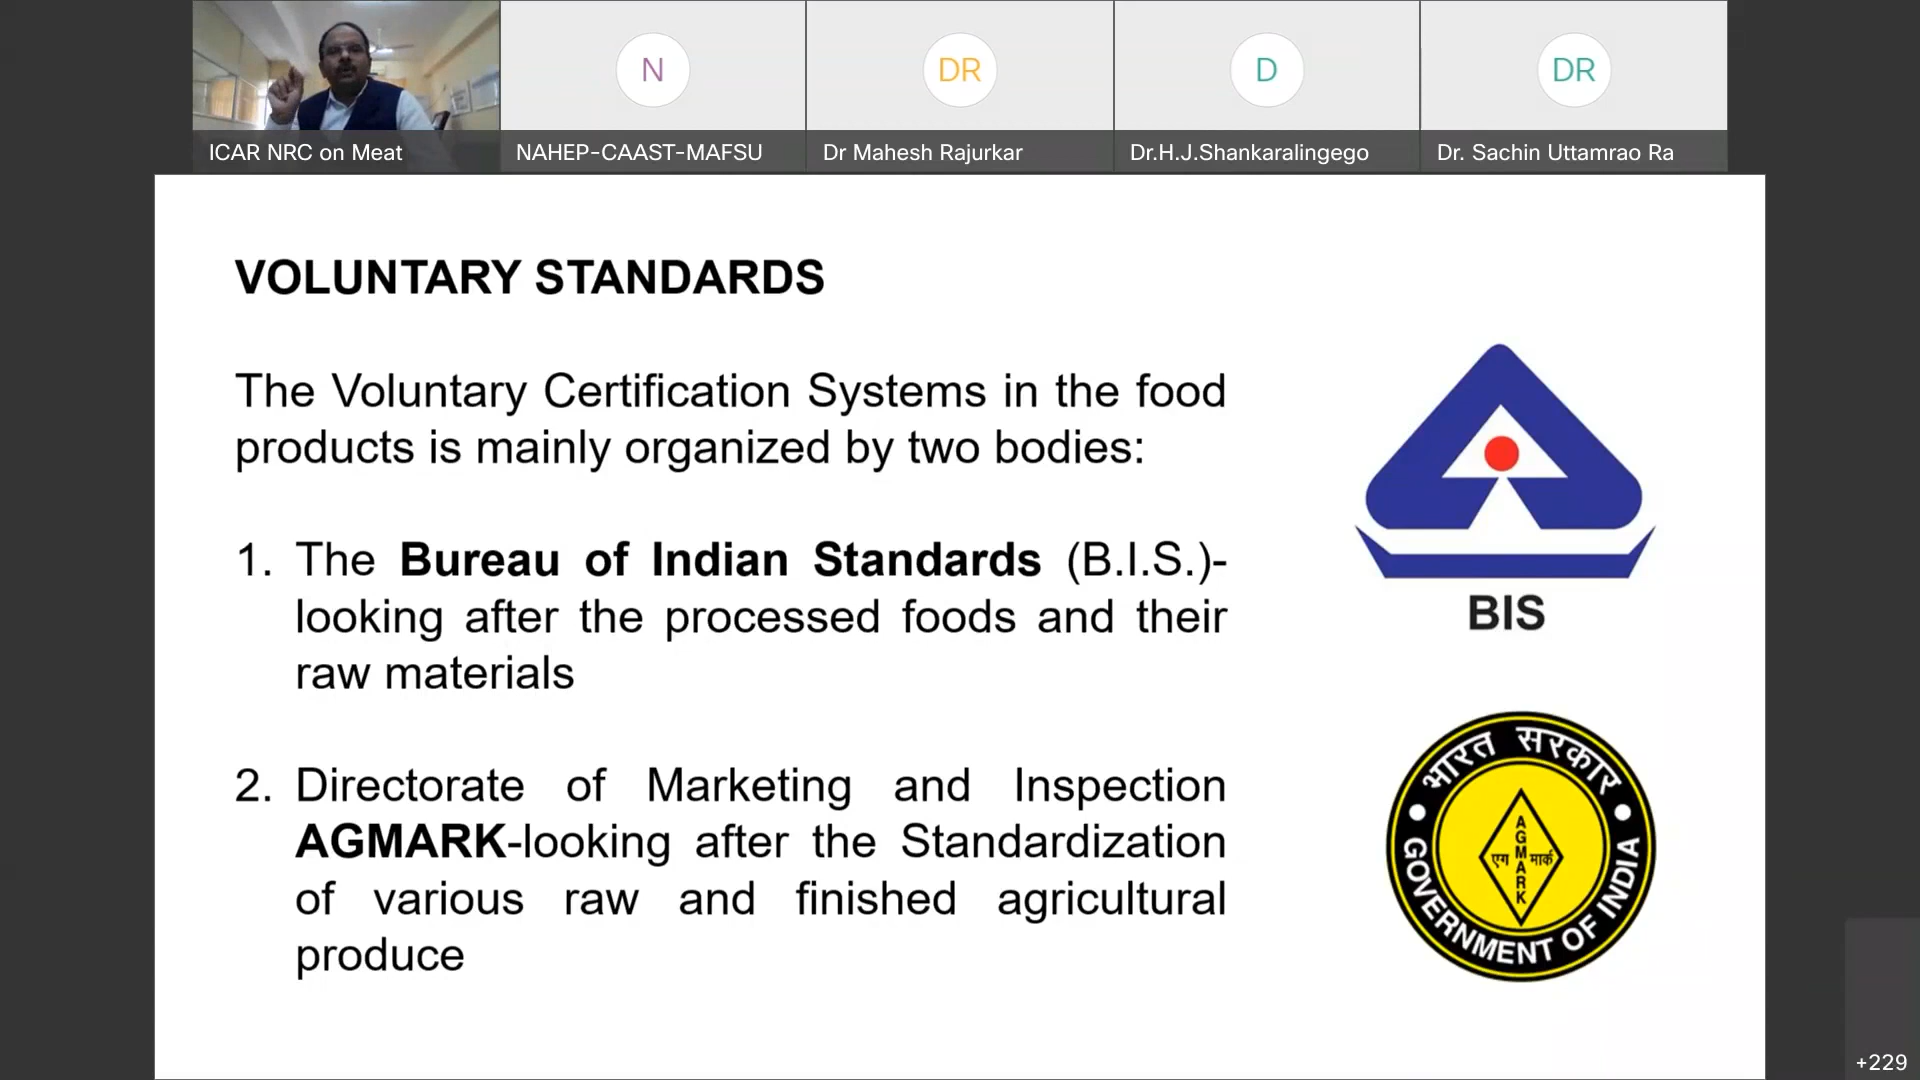 N
DR
D
DR
ICAR NRC on Meat
NAHEP-CAAST-MAFSU
Dr Mahesh Rajurkar
Dr.H.J.Shankaralingego
Dr. Sachin Uttamrao Ra
VOLUNTARY STANDARDS
The Voluntary Certification Systems in the food
products is mainly organized by two bodies:
1. The Bureau of Indian Standards (B.I.S.)-
looking after the processed foods and their
raw materials
2. Directorate of Marketing and Inspection
AGMARK-looking after the Standardization
of various raw and finished agricultural
produce
BIS
भारत सरकार
AGMARK
एग मार्क
GOVERNMENT OF INDIA
+229